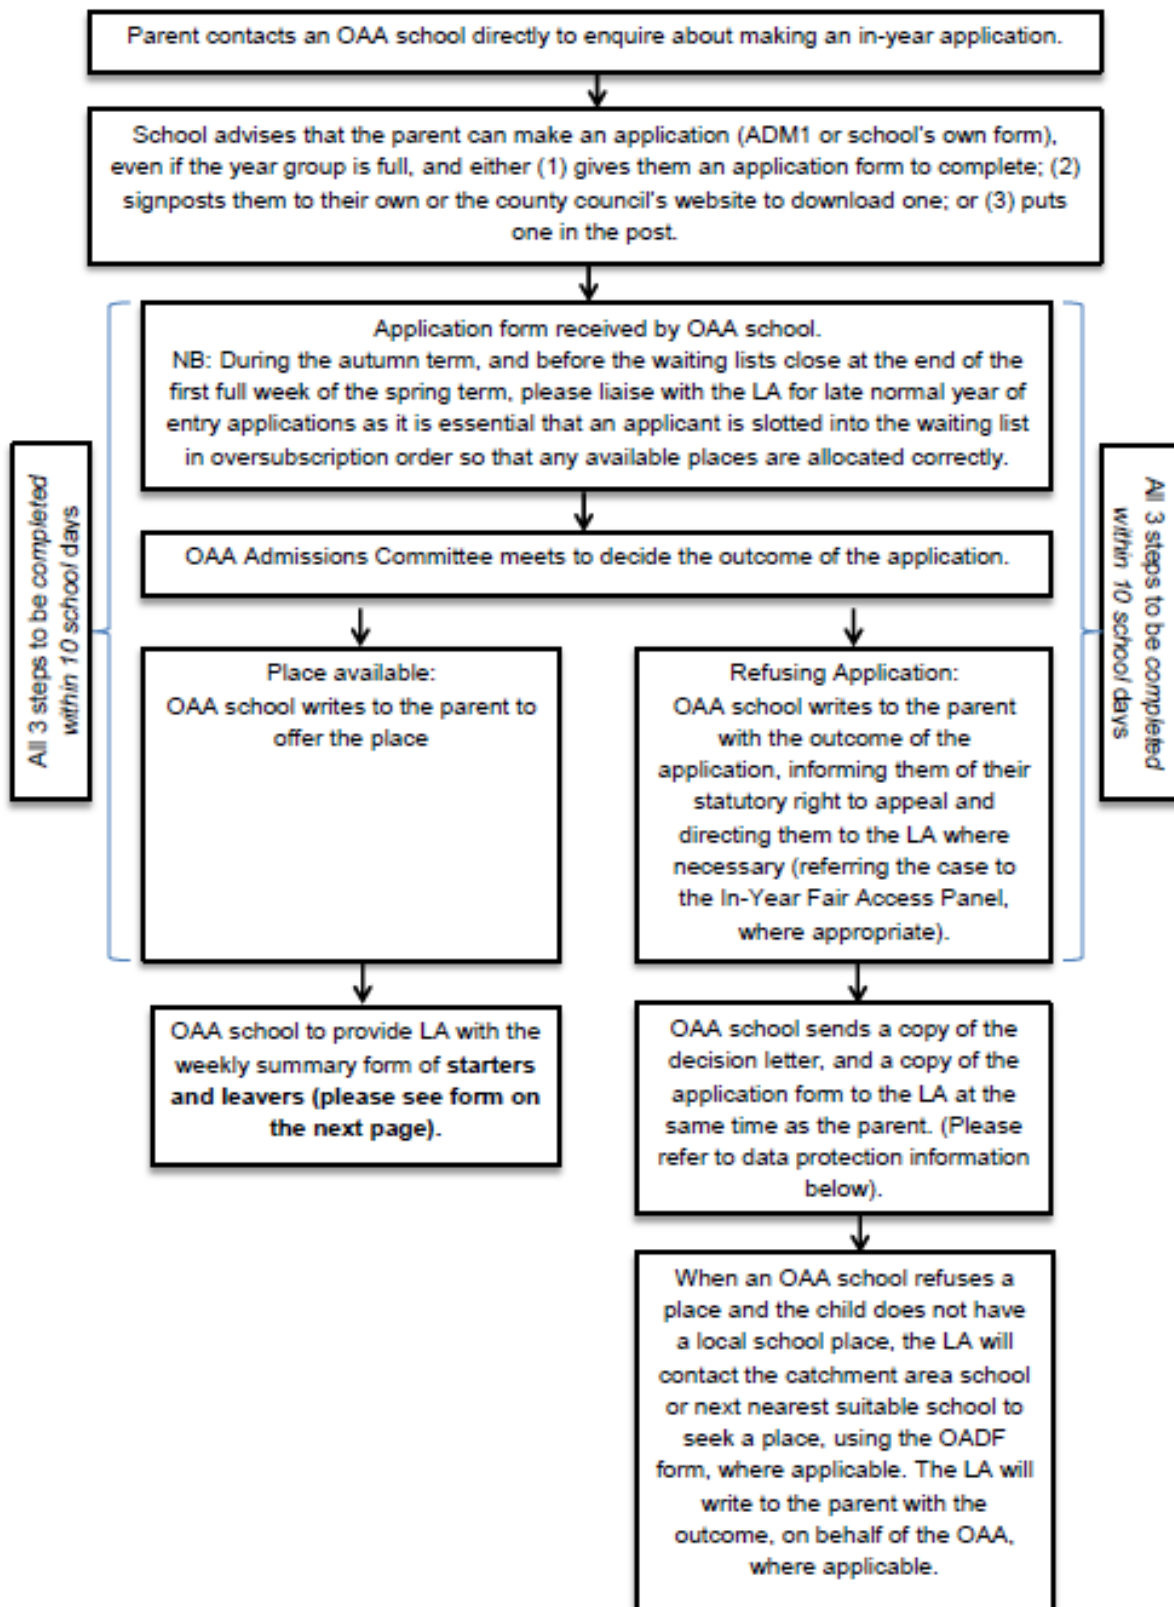 Parent contacts an OAA school directly to enquire about making an in-year application.
School advises that the parent can make an application (ADM1 or school's own form),
even if the year group is full, and either (1) gives them an application form to complete; (2)
signposts them to their own or the county council's website to download one; or (3) puts
one in the post.
Application form received by OAA school.
NB: During the autumn term, and before the waiting lists close at the end of the
first full week of the spring term, please liaise with the LA for late normal year of
entry applications as it is essential that an applicant is slotted into the waiting list
in oversubscription order so that any available places are allocated correctly.
All 3 steps to be completed
within 10 school days
All 3 steps to be completed
within 10 school days
OAA Admissions Committee meets to decide the outcome of the application.
Place available:
OAA school writes to the parent to
offer the place
Refusing Application:
OAA school writes to the parent
with the outcome of the
application, informing them of their
statutory right to appeal and
directing them to the LA where
necessary (referring the case to
the In-Year Fair Access Panel,
where appropriate).
OAA school to provide LA with the
weekly summary form of starters
and leavers (please see form on
the next page).
OAA school sends a copy of the
decision letter, and a copy of the
application form to the LA at the
same time as the parent. (Please
refer to data protection information
below).
When an OAA school refuses a
place and the child does not have
a local school place, the LA will
contact the catchment area school
or next nearest suitable school to
seek a place, using the OADF
form, where applicable. The LA will
write to the parent with the
outcome, on behalf of the OAA,
where applicable.